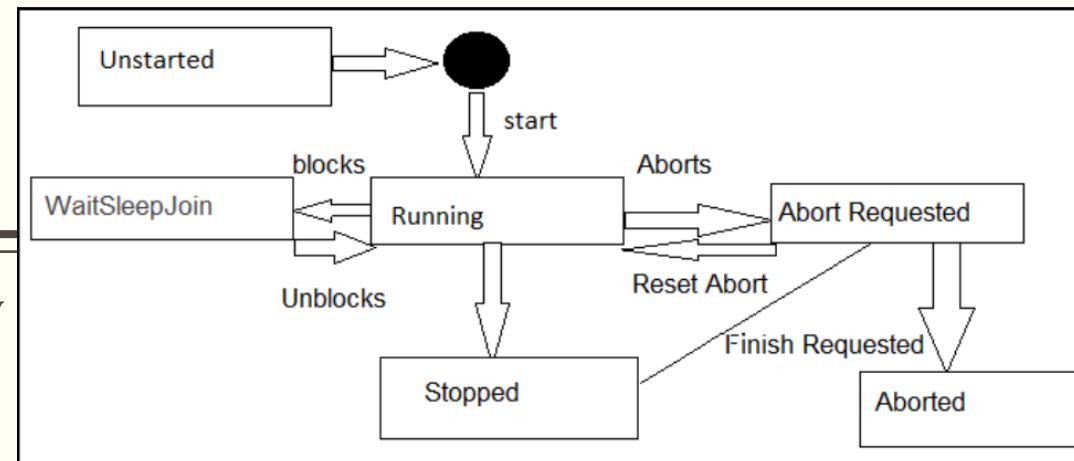 Unstarted
start
blocks
Aborts
WaitSleepJoin
Running
Abort Requested
Unblocks
Reset Abort
Finish Requested
Stopped
Aborted